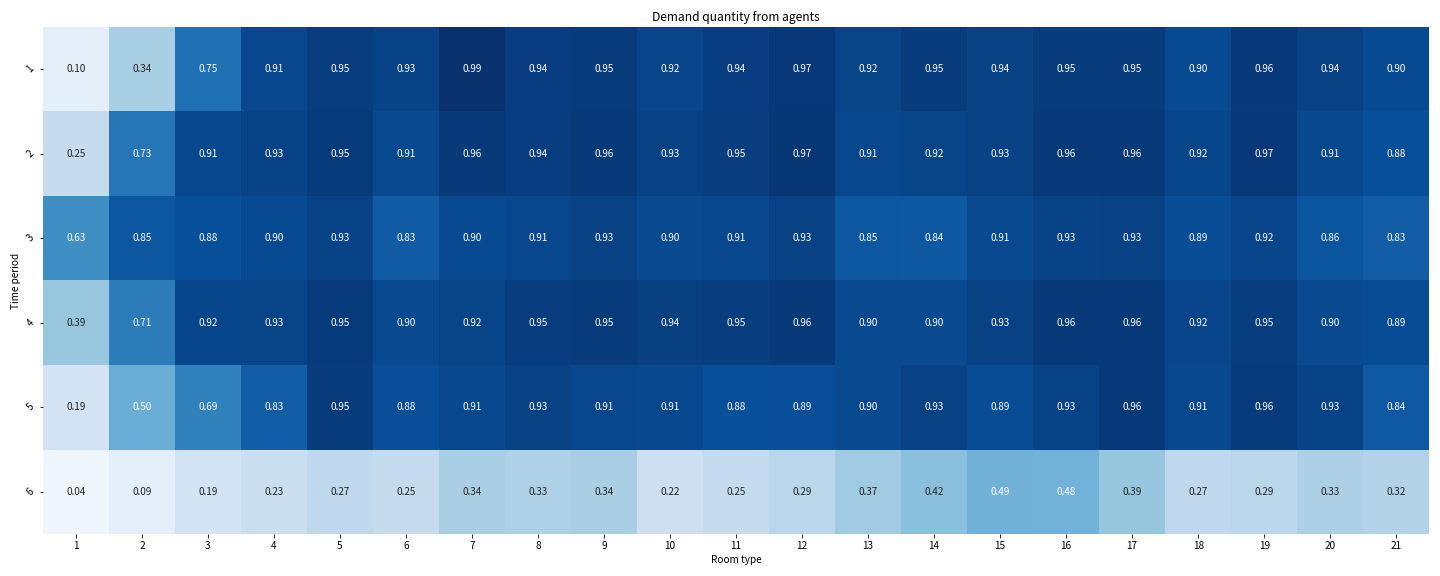 Demand quantity from agents
Time period
1 0.10 0.34 0.75 0.91 0.95 0.93 0.99 0.94 0.95 0.92 0.94 0.97 0.92 0.95 0.94 0.95 0.95 0.90 0.96 0.94 0.90
2 0.25 0.73 0.91 0.93 0.95 0.91 0.96 0.94 0.96 0.93 0.95 0.97 0.91 0.92 0.93 0.96 0.96 0.92 0.97 0.91 0.88
3 0.63 0.85 0.88 0.90 0.93 0.83 0.90 0.91 0.93 0.90 0.91 0.93 0.85 0.84 0.91 0.93 0.93 0.89 0.92 0.86 0.83
4 0.39 0.71 0.92 0.93 0.95 0.90 0.92 0.95 0.95 0.94 0.95 0.96 0.90 0.90 0.93 0.96 0.96 0.92 0.95 0.90 0.89
5 0.19 0.50 0.69 0.83 0.95 0.88 0.91 0.93 0.91 0.91 0.88 0.89 0.90 0.93 0.89 0.93 0.96 0.91 0.96 0.93 0.84
6 0.04 0.09 0.19 0.23 0.27 0.25 0.34 0.33 0.34 0.22 0.25 0.29 0.37 0.42 0.49 0.48 0.39 0.27 0.29 0.33 0.32
1 2 3 4 5 6 7 8 9 10 11 12 13 14 15 16 17 18 19 20 21
Room type